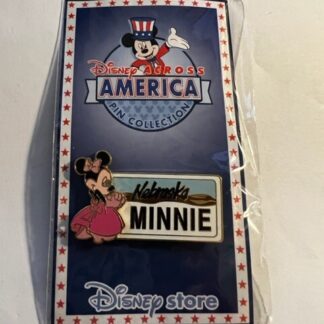 Disney ACROSS
AMERICA
PIN COLLECTION
Nebraska
MINNIE
Disney store